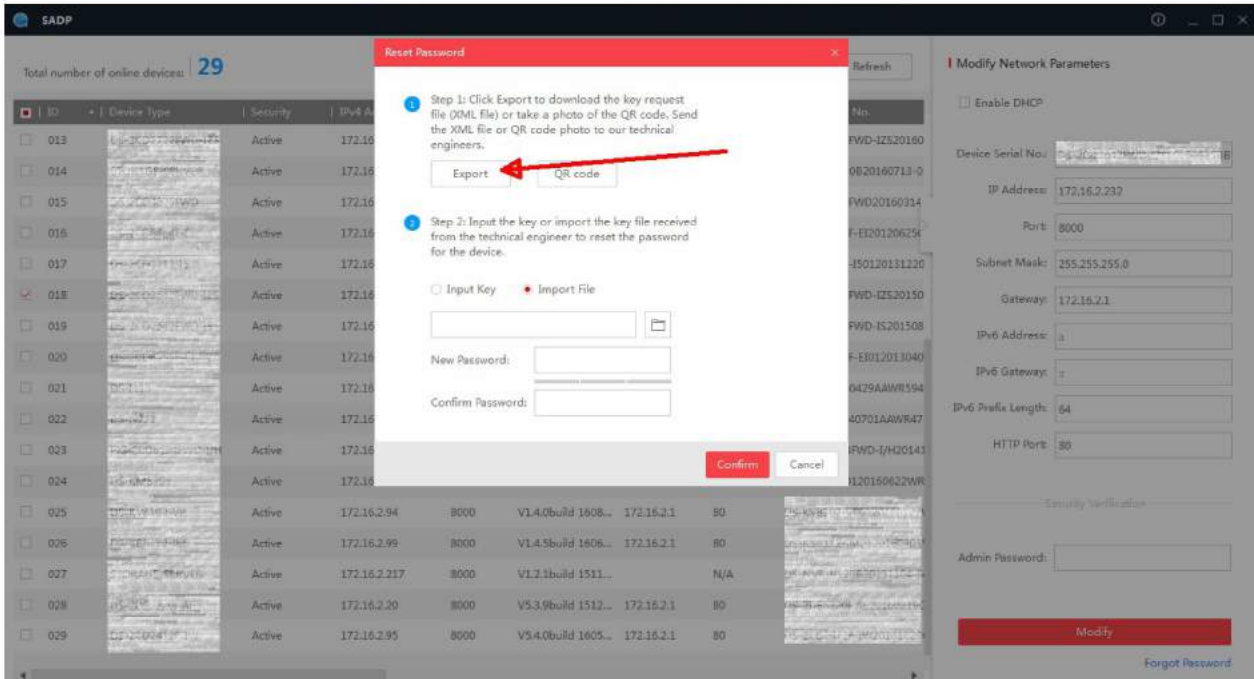 SADP
Total number of online devices: 29
Refresh
ID Device Type Security IPv4 No.
013 Active 172.16 FWD-IZS20160
014 Active 172.16 0B20160713-0
015 Active 172.16 FWD20160314
016 Active 172.16
017 Active 172.16 -I50120131220
018 Active 172.16 FWD-IZS20150
019 Active 172.16 FWD-IS201508
020 Active 172.16 F-EI012013040
021 Active 172.16 0429AAWR594
022 Active 172.16 40701AAWR47
023 Active 172.16 FWD-I/H20141
024 Active 172.16 0120160622WR
025 Active 172.16.2.94 8000 V1.4.0build 1608... 172.16.2.1 80
026 Active 172.16.2.99 8000 V1.4.5build 1606... 172.16.2.1 80
027 Active 172.16.2.217 8000 V1.2.1build 1511... N/A
028 Active 172.16.2.20 8000 V5.3.9build 1512... 172.16.2.1 80
029 Active 172.16.2.95 8000 V5.4.0build 1605... 172.16.2.1 80
Reset Password
1 Step 1: Click Export to download the key request
file (XML file) or take a photo of the QR code. Send
the XML file or QR code photo to our technical
engineers.
Export QR code
2 Step 2: Input the key or import the key file received
from the technical engineer to reset the password
for the device.
Input Key Import File
New Password:
Confirm Password:
Confirm Cancel
Modify Network Parameters
Enable DHCP
Device Serial No.:
IP Address: 172.16.2.232
Port: 8000
Subnet Mask: 255.255.255.0
Gateway: 172.16.2.1
IPv6 Address: ::
IPv6 Gateway: ::
IPv6 Prefix Length: 64
HTTP Port: 80
Security Verification
Admin Password:
Modify
Forgot Password